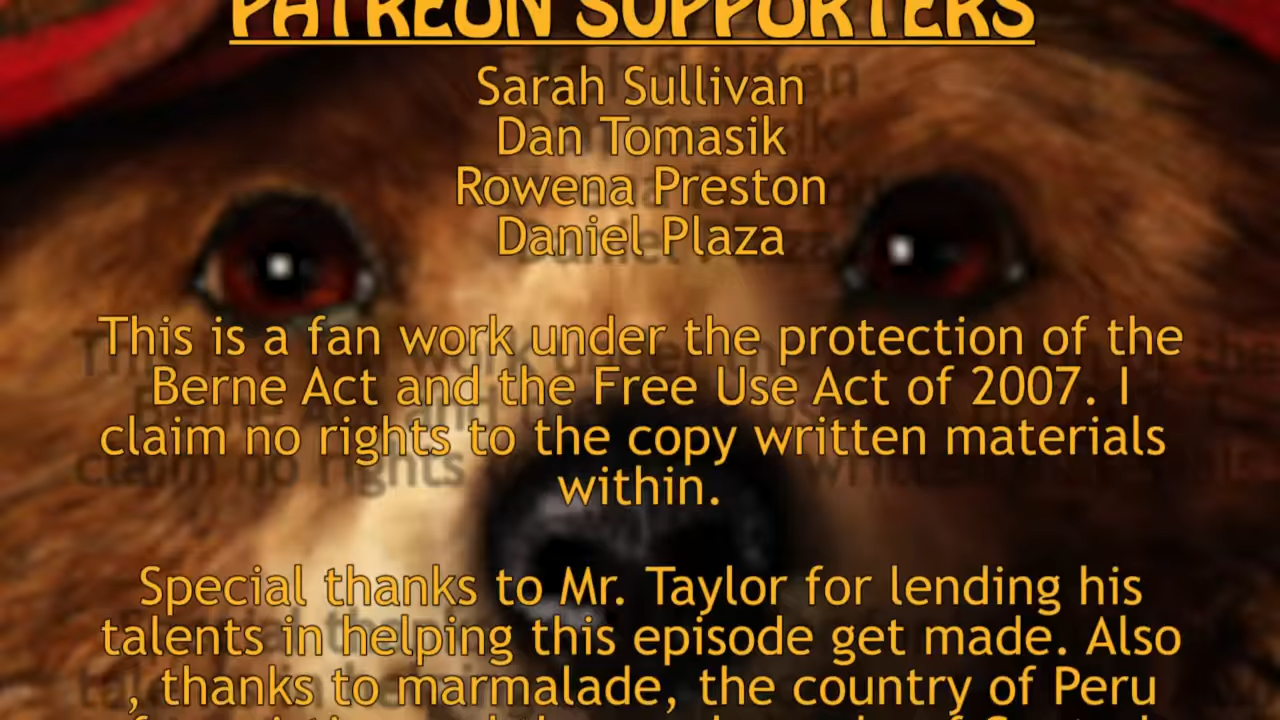 PATREON SUPPORTERS
Sarah Sullivan
Dan Tomasik
Rowena Preston
Daniel Plaza
This is a fan work under the protection of the
Berne Act and the Free Use Act of 2007. I
claim no rights to the copy written materials
within.
Special thanks to Mr. Taylor for lending his
talents in helping this episode get made. Also
, thanks to marmalade, the country of Peru